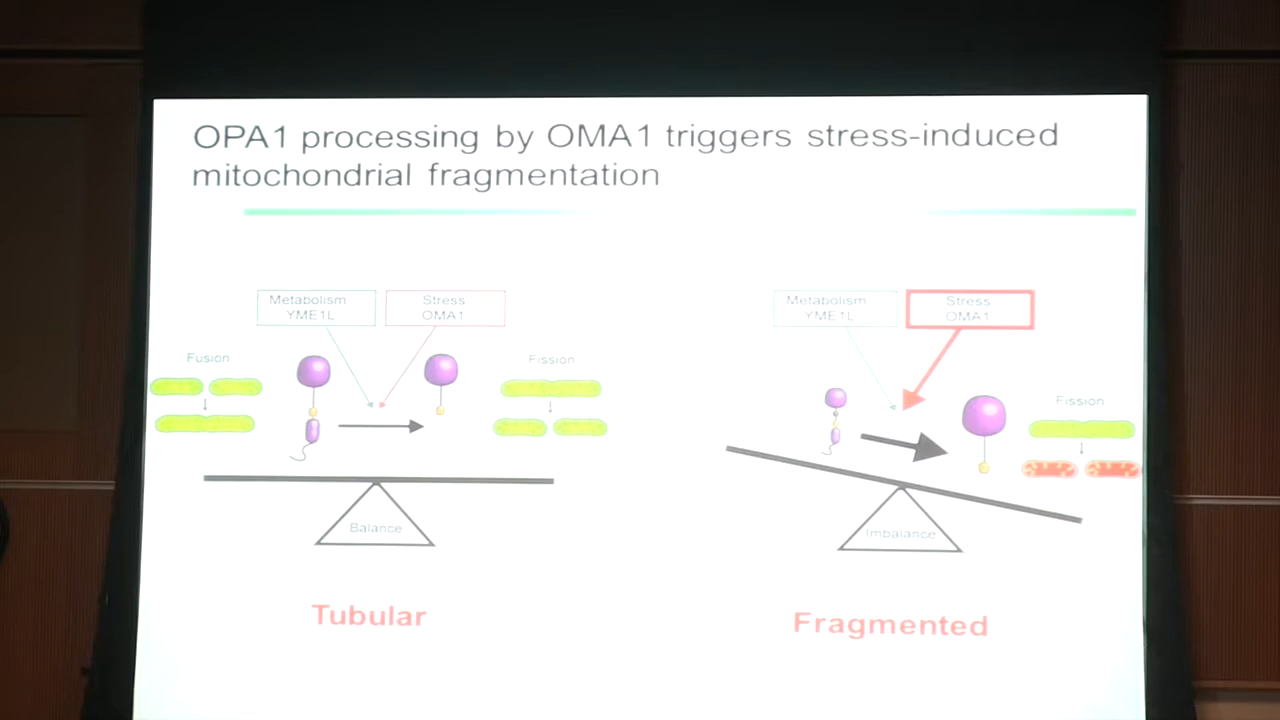 OPA1 processing by OMA1 triggers stress-induced
mitochondrial fragmentation
Metabolism
YME1L
Stress
OMA1
Fusion
Fission
Balance
Tubular
Metabolism
YME1L
Stress
OMA1
Fission
Imbalance
Fragmented